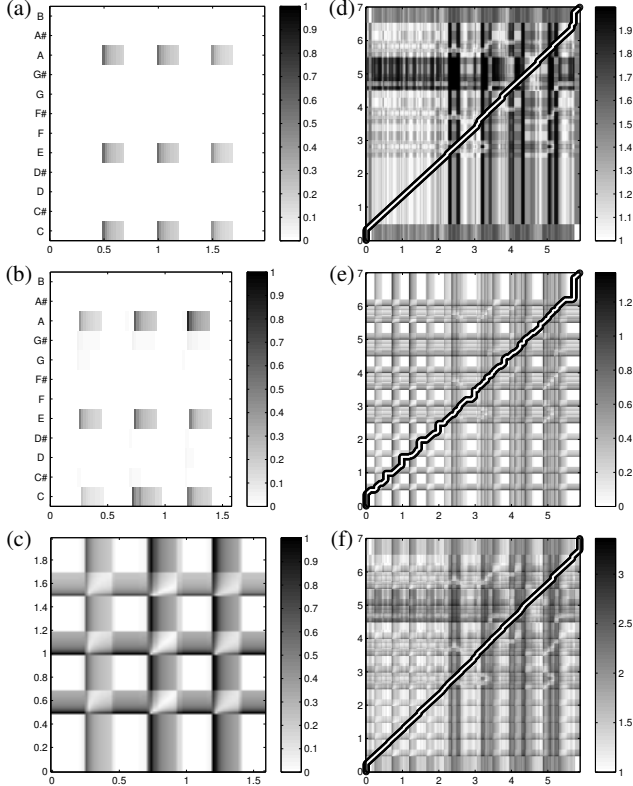 (a)
B
A#
A
G#
G
F#
F
E
D#
D
C#
C
0 0.5 1 1.5
1
0.9
0.8
0.7
0.6
0.5
0.4
0.3
0.2
0.1
0
(d)
7
6
5
4
3
2
1
0
0 1 2 3 4 5
1.9
1.8
1.7
1.6
1.5
1.4
1.3
1.2
1.1
1
(b)
B
A#
A
G#
G
F#
F
E
D#
D
C#
C
0 0.5 1 1.5
1
0.9
0.8
0.7
0.6
0.5
0.4
0.3
0.2
0.1
0
(e)
7
6
5
4
3
2
1
0
0 1 2 3 4 5
1.2
1
0.8
0.6
0.4
0.2
0
(c)
1.8
1.6
1.4
1.2
1
0.8
0.6
0.4
0.2
0
0 0.5 1 1.5
1
0.9
0.8
0.7
0.6
0.5
0.4
0.3
0.2
0.1
0
(f)
7
6
5
4
3
2
1
0
0 1 2 3 4 5
3
2.5
2
1.5
1